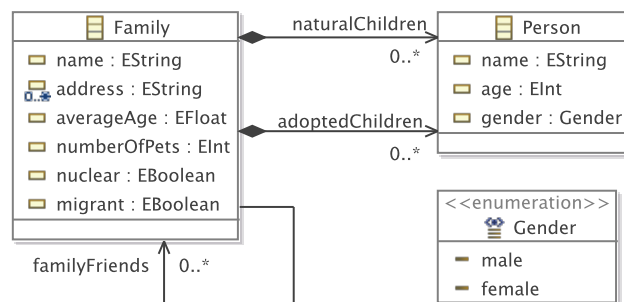 Family
name : EString
0..*
address : EString
averageAge : EFloat
numberOfPets : EInt
nuclear : EBoolean
migrant : EBoolean
naturalChildren
0..*
adoptedChildren
0..*
familyFriends 0..*
Person
name : EString
age : EInt
gender : Gender
<<enumeration>>
Gender
male
female